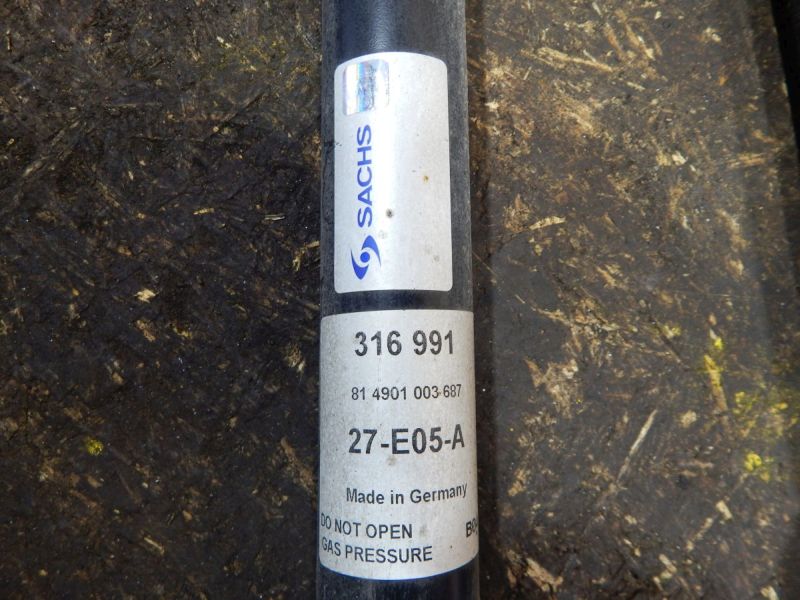 SACHS
316 991
81 4901 003 687
27-E05-A
Made in Germany
DO NOT OPEN
GAS PRESSURE